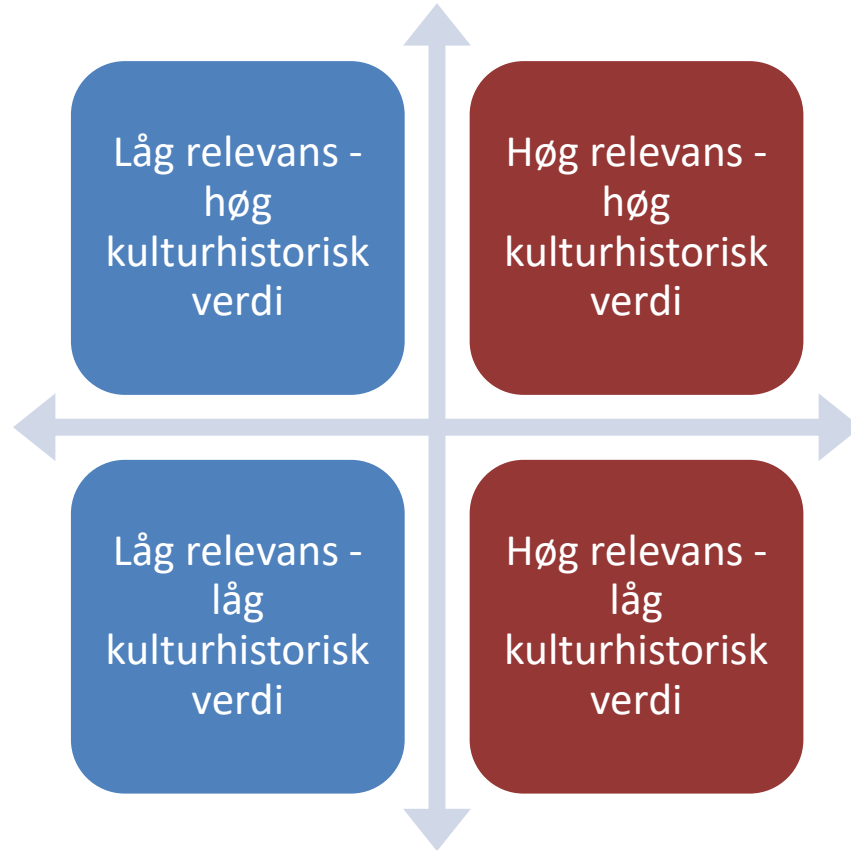 Låg relevans -
høg
kulturhistorisk
verdi
Høg relevans -
høg
kulturhistorisk
verdi
Låg relevans -
låg
kulturhistorisk
verdi
Høg relevans -
låg
kulturhistorisk
verdi